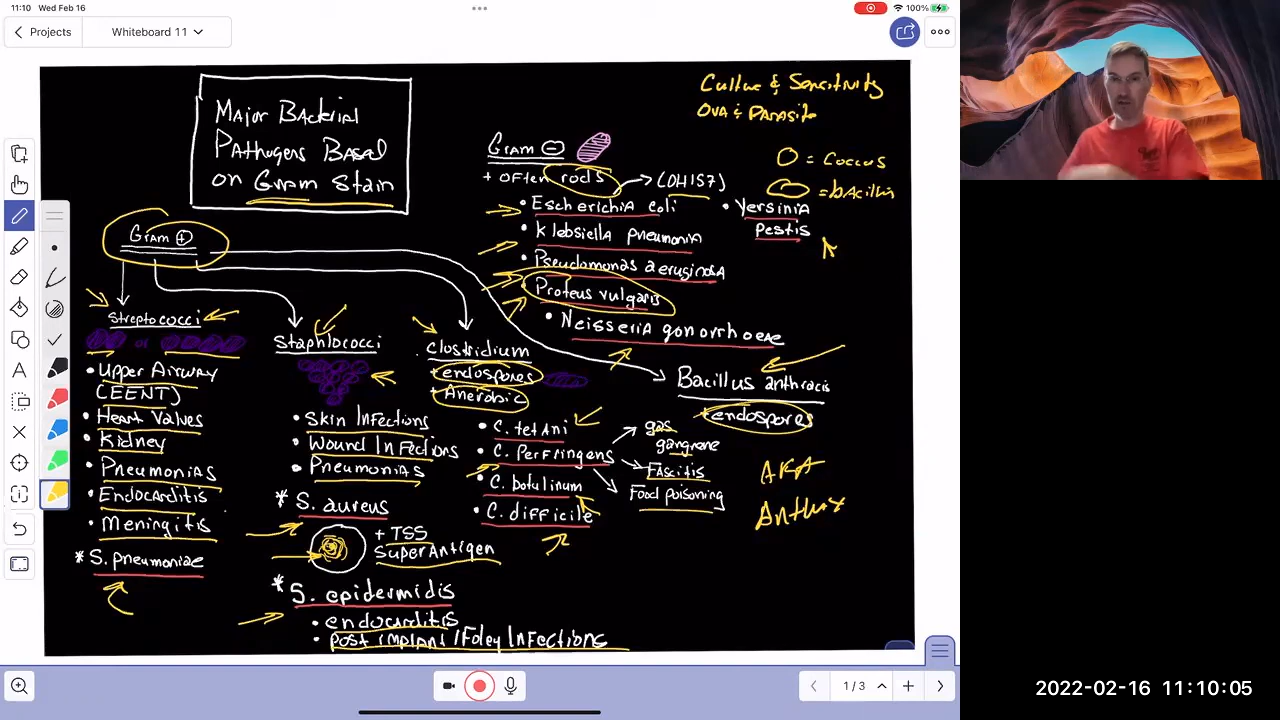 11:10 Wed Feb 16
100%
Projects
Whiteboard 11
Major Bacterial
Pathogens Based
on Gram Stain
Culture & Sensitivity
OVA & Parasite
= Coccus
= bacillus
Gram ⊖
+ often rods
(OH157)
• Escherichia coli
• Klebsiella pneumonia
• Pseudomonas aeruginosa
• Proteus vulgaris
• Neisseria gonorrhoeae
• Yersinia
pestis
Gram ⊕
Streptococci
or
• Upper Airway
(EENT)
• Heart Valves
• Kidney
• Pneumonias
• Endocarditis
• Meningitis
* S. pneumoniae
Staphlococci
• Skin Infections
• Wound Infections
• Pneumonias
* S. aureus
+ TSS
SuperAntigen
* S. epidermidis
• endocarditis
• post implant/Foley Infections
Clostridium
+ endospores
+ Anerobic
• C. tetani
• C. perfringens
• C. botulinum
• C. difficile
gas
gangrene
Fascitis
Food poisoning
Bacillus anthracis
+ endospores
AKA
Anthrax
1/3
2022-02-16 11:10:05